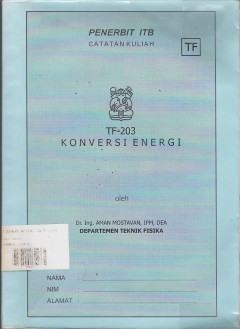 PENERBIT ITB
CATATAN KULIAH
TF
TF-203
KONVERSI ENERGI
oleh
Dr. Ing. AMAN MOSTAVAN, IPM, DEA
DEPARTEMEN TEKNIK FISIKA
NAMA
NIM
ALAMAT